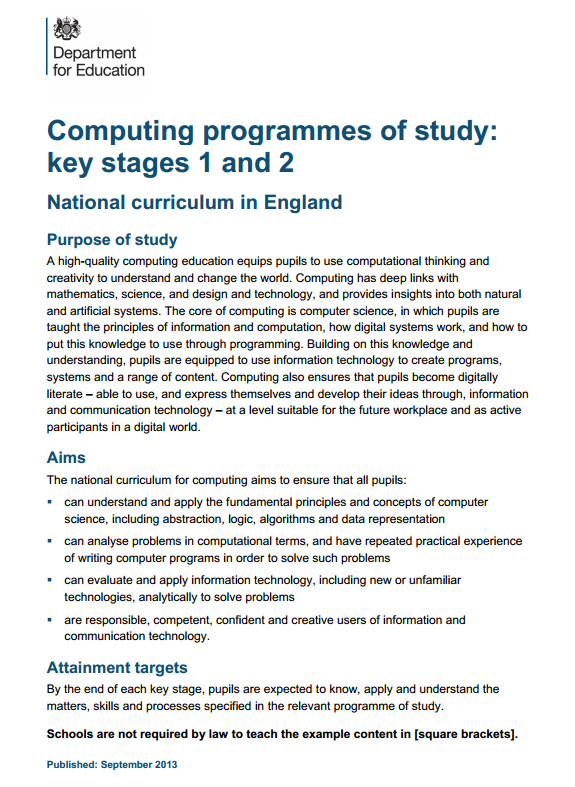 Department
for Education
Computing programmes of study:
key stages 1 and 2
National curriculum in England
Purpose of study
A high-quality computing education equips pupils to use computational thinking and
creativity to understand and change the world. Computing has deep links with
mathematics, science, and design and technology, and provides insights into both natural
and artificial systems. The core of computing is computer science, in which pupils are
taught the principles of information and computation, how digital systems work, and how to
put this knowledge to use through programming. Building on this knowledge and
understanding, pupils are equipped to use information technology to create programs,
systems and a range of content. Computing also ensures that pupils become digitally
literate – able to use, and express themselves and develop their ideas through, information
and communication technology – at a level suitable for the future workplace and as active
participants in a digital world.
Aims
The national curriculum for computing aims to ensure that all pupils:
▪ can understand and apply the fundamental principles and concepts of computer
science, including abstraction, logic, algorithms and data representation
▪ can analyse problems in computational terms, and have repeated practical experience
of writing computer programs in order to solve such problems
▪ can evaluate and apply information technology, including new or unfamiliar
technologies, analytically to solve problems
▪ are responsible, competent, confident and creative users of information and
communication technology.
Attainment targets
By the end of each key stage, pupils are expected to know, apply and understand the
matters, skills and processes specified in the relevant programme of study.
Schools are not required by law to teach the example content in [square brackets].
Published: September 2013